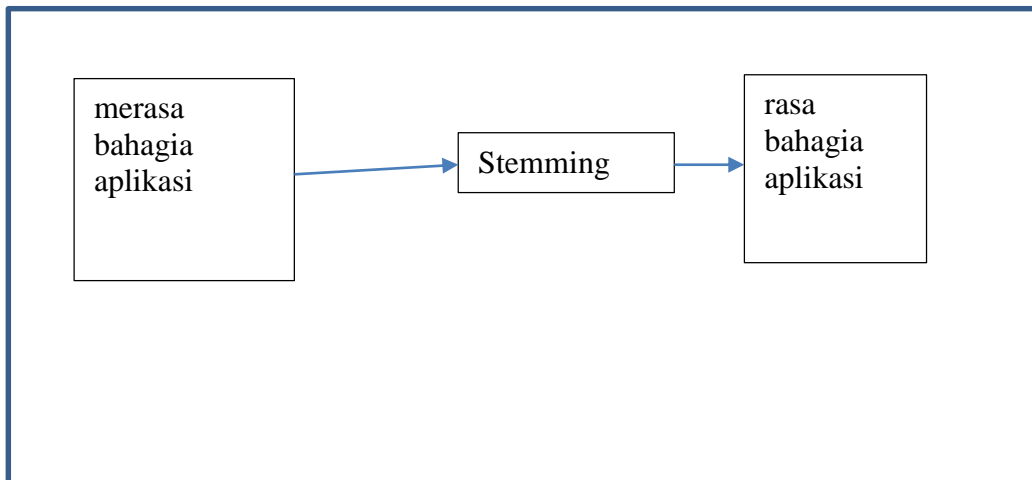 merasa
bahagia
aplikasi
Stemming
rasa
bahagia
aplikasi